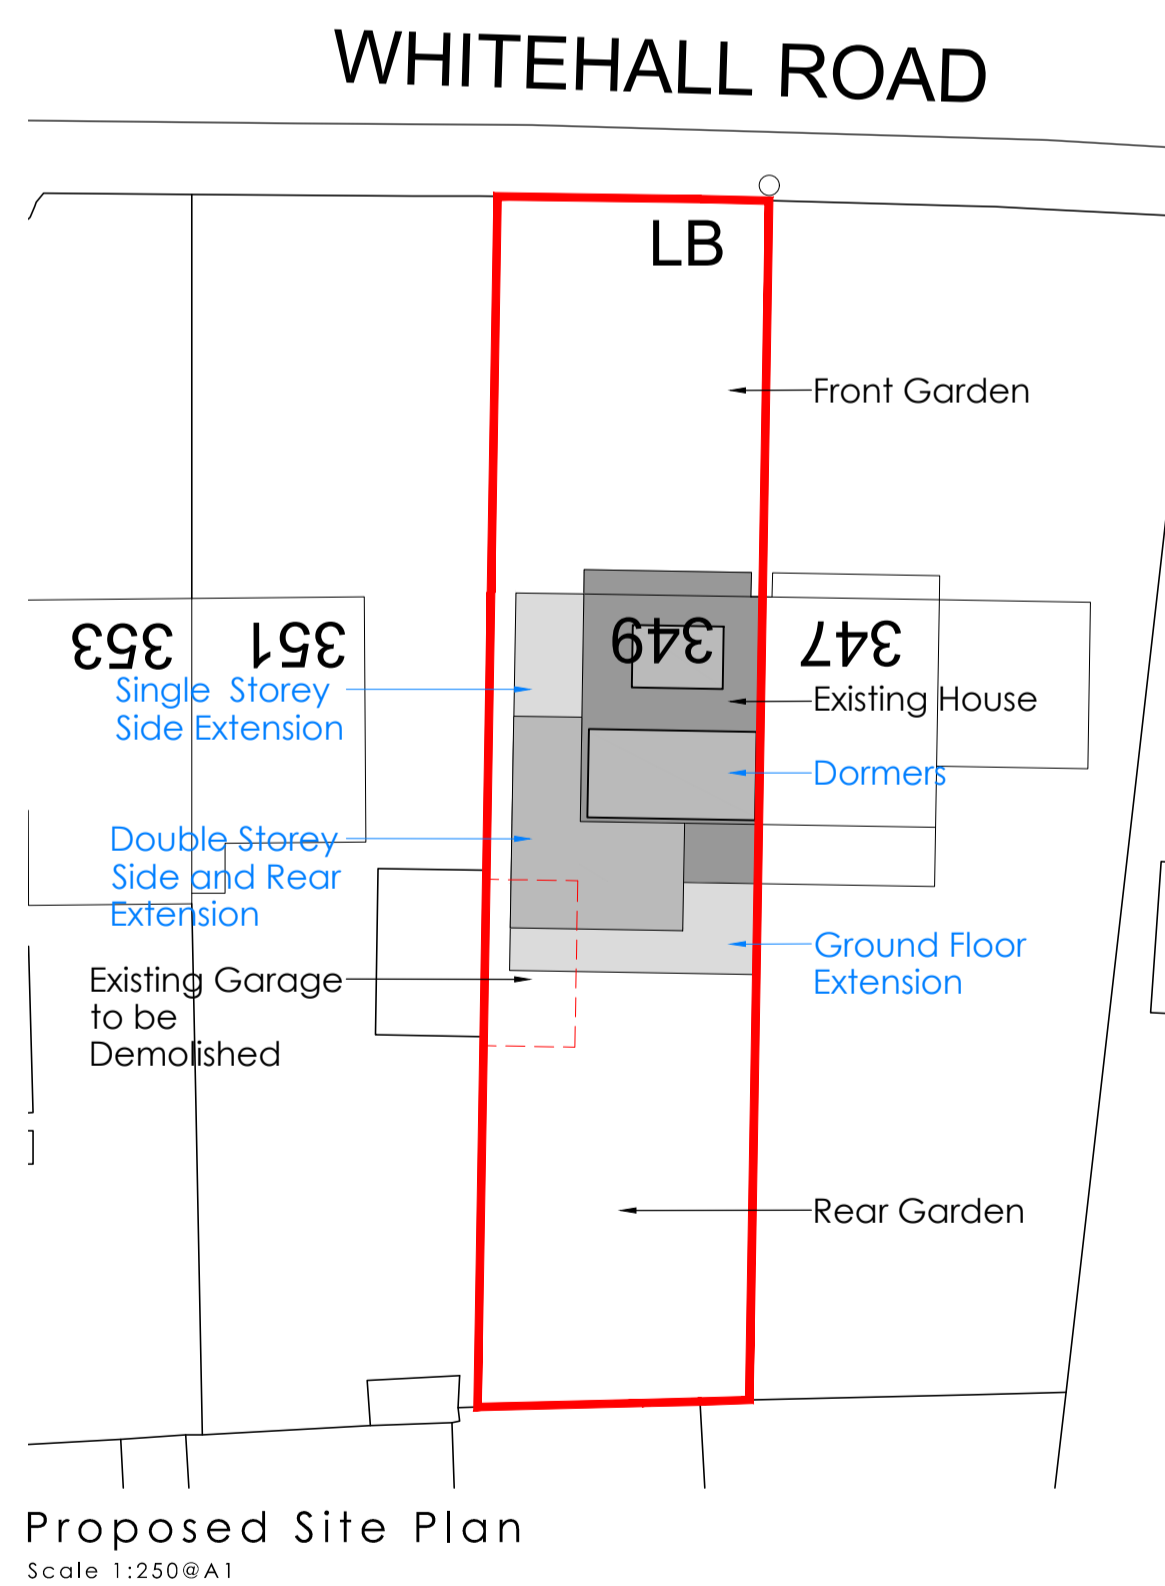 WHITEHALL ROAD
LB
Front Garden
353
351
349
347
Single Storey
Side Extension
Existing House
Dormers
Double Storey
Side and Rear
Extension
Ground Floor
Extension
Existing Garage
to be
Demolished
Rear Garden
Proposed Site Plan
Scale 1:250@A1